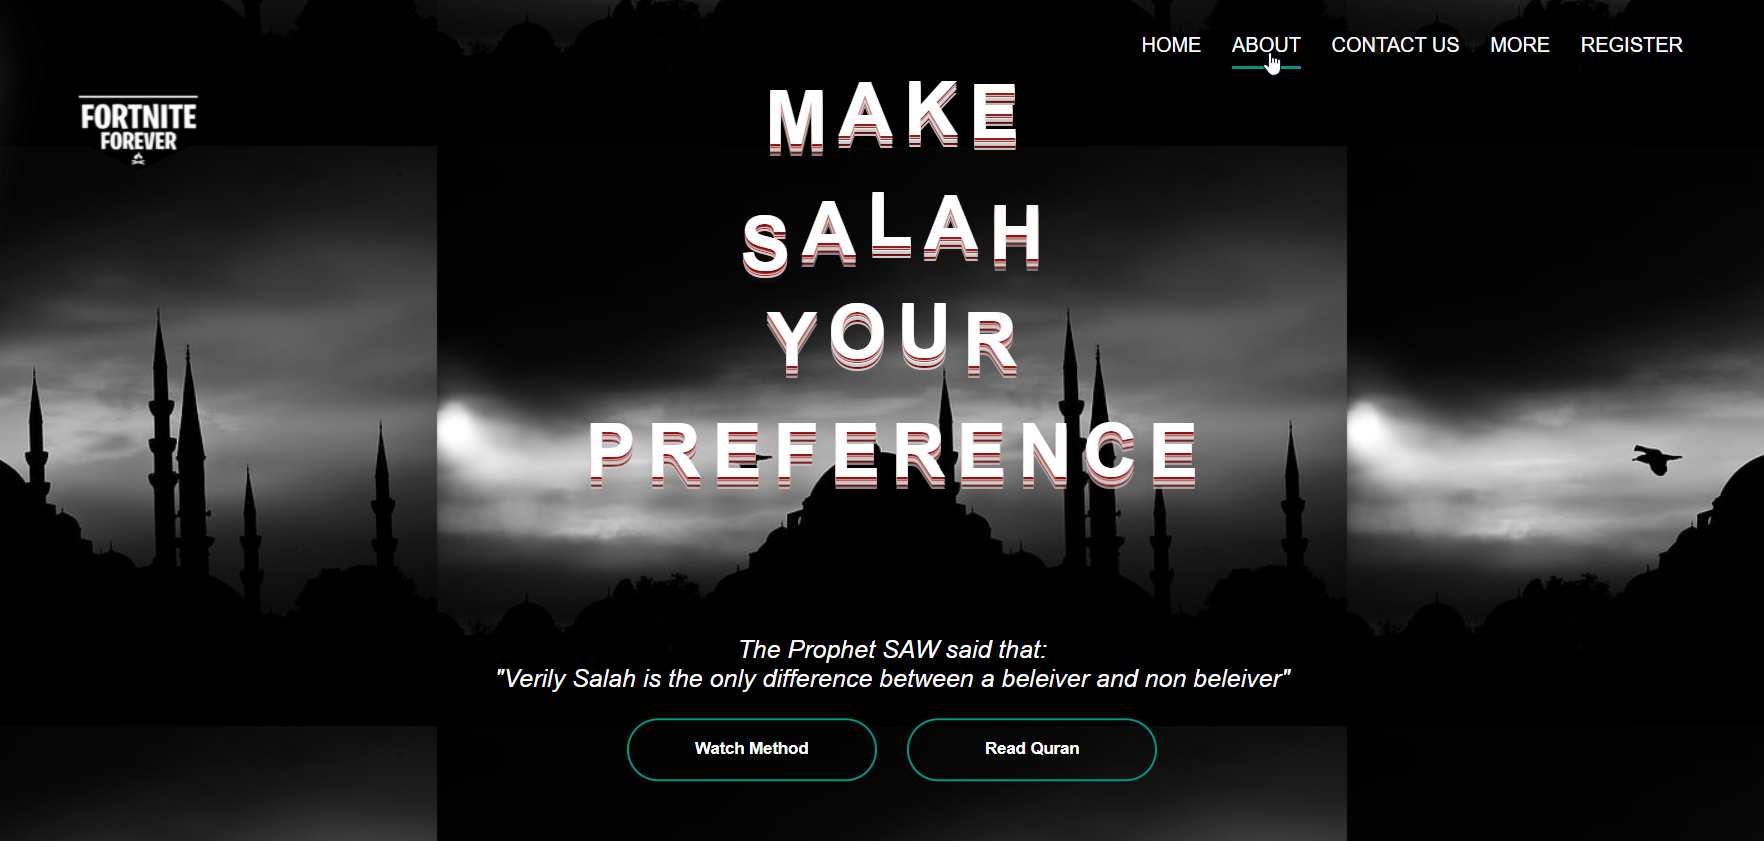 HOME ABOUT CONTACT US MORE REGISTER
FORTNITE
FOREVER
MAKE
SALAH
YOUR
PREFERENCE
The Prophet SAW said that:
"Verily Salah is the only difference between a beleiver and non beleiver"
Watch Method Read Quran